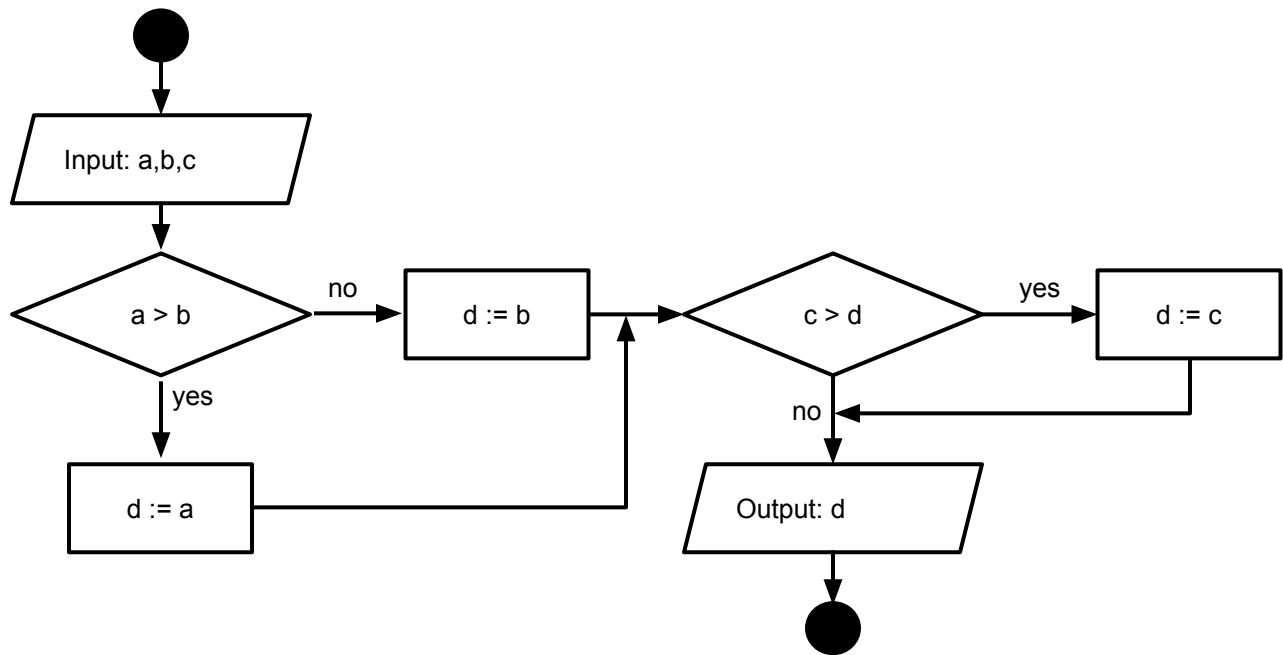 Input: a,b,c
a > b
no
d := b
yes
d := a
c > d
yes
d := c
no
Output: d